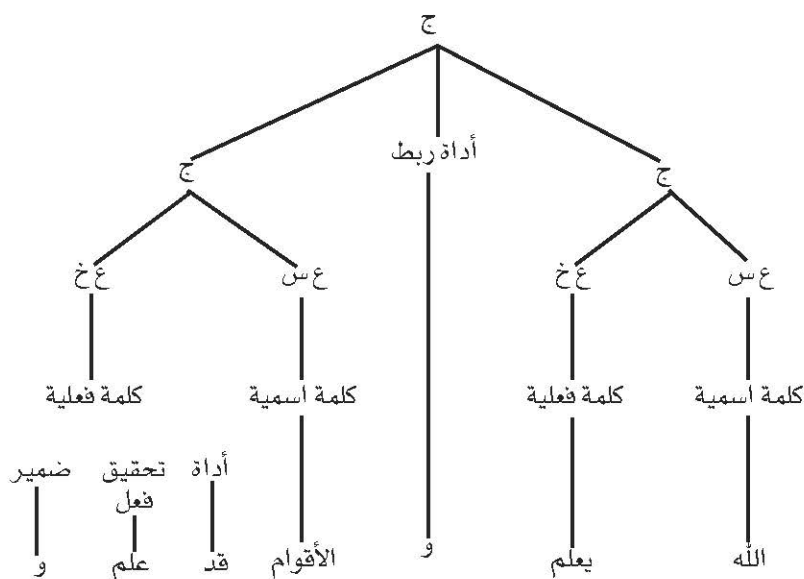 ج
أداة ربط
ج ج
ع س ع خ ع س ع خ
كلمة اسمية كلمة فعلية كلمة اسمية كلمة فعلية
أداة تحقيق ضمير
فعل
الله يعلم و الأقوام قد علم و